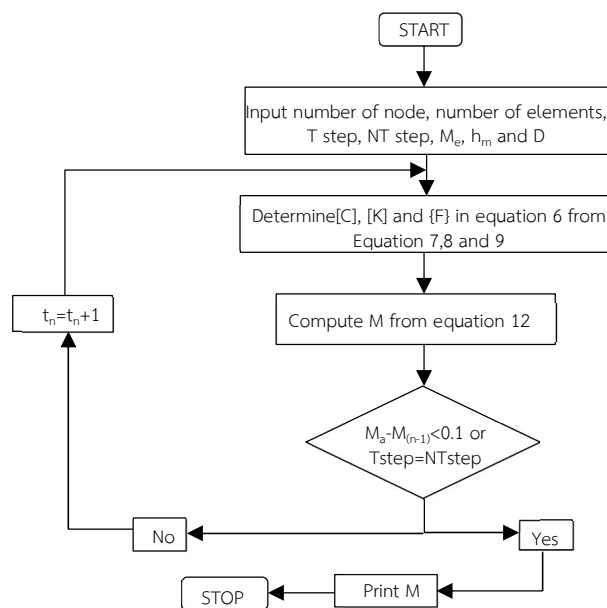 START
Input number of node, number of elements,
T step, NT step, Mₑ, hₘ and D
Determine[C], [K] and {F} in equation 6 from
Equation 7,8 and 9
tₙ=tₙ+1
Compute M from equation 12
Mₐ-M₍ₙ₋₁₎<0.1 or
Tstep=NTstep
No
Yes
Print M
STOP